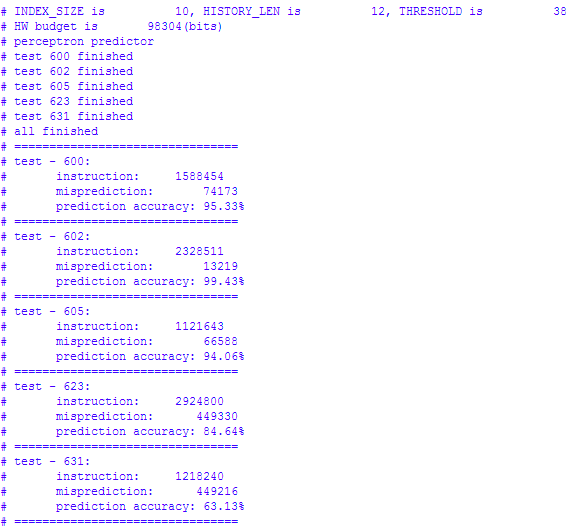 # INDEX_SIZE is          10, HISTORY_LEN is          12, THRESHOLD is          38
# HW budget is       98304(bits)
# perceptron predictor
# test 600 finished
# test 602 finished
# test 605 finished
# test 623 finished
# test 631 finished
# all finished
# ================================
# test - 600:
#       instruction:     1588454
#       misprediction:       74173
#       prediction accuracy: 95.33%
# ================================
# test - 602:
#       instruction:     2328511
#       misprediction:       13219
#       prediction accuracy: 99.43%
# ================================
# test - 605:
#       instruction:     1121643
#       misprediction:       66588
#       prediction accuracy: 94.06%
# ================================
# test - 623:
#       instruction:     2924800
#       misprediction:      449330
#       prediction accuracy: 84.64%
# ================================
# test - 631:
#       instruction:     1218240
#       misprediction:      449216
#       prediction accuracy: 63.13%
# ================================